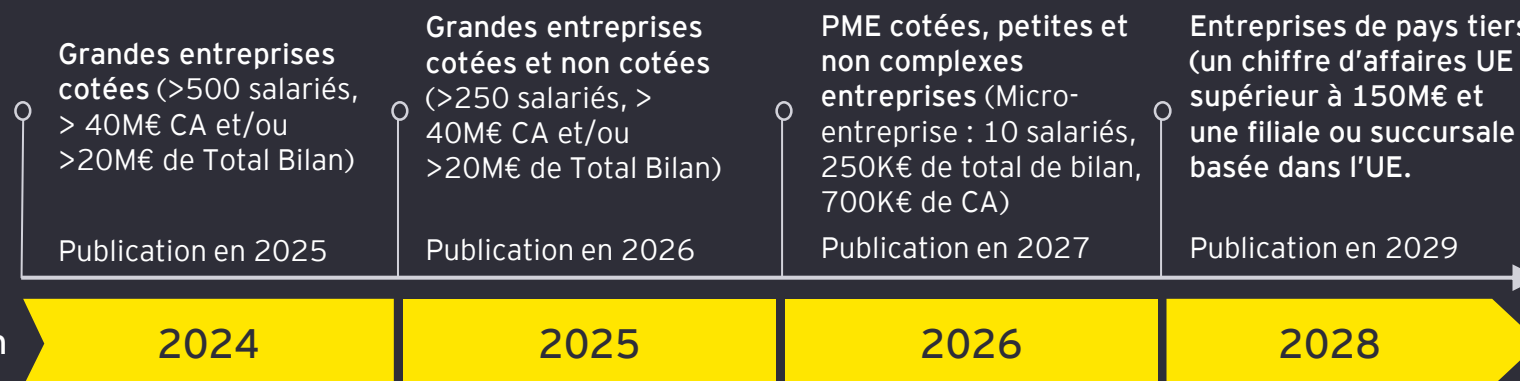 Grandes entreprises
cotées (>500 salariés,
> 40M€ CA et/ou
>20M€ de Total Bilan)
Publication en 2025
Grandes entreprises
cotées et non cotées
(>250 salariés, >
40M€ CA et/ou
>20M€ de Total Bilan)
Publication en 2026
PME cotées, petites et
non complexes
entreprises (Micro-
entreprise : 10 salariés,
250K€ de total de bilan,
700K€ de CA)
Publication en 2027
Entreprises de pays tiers
(un chiffre d’affaires UE
supérieur à 150M€ et
une filiale ou succursale
basée dans l’UE.
Publication en 2029
2024
2025
2026
2028